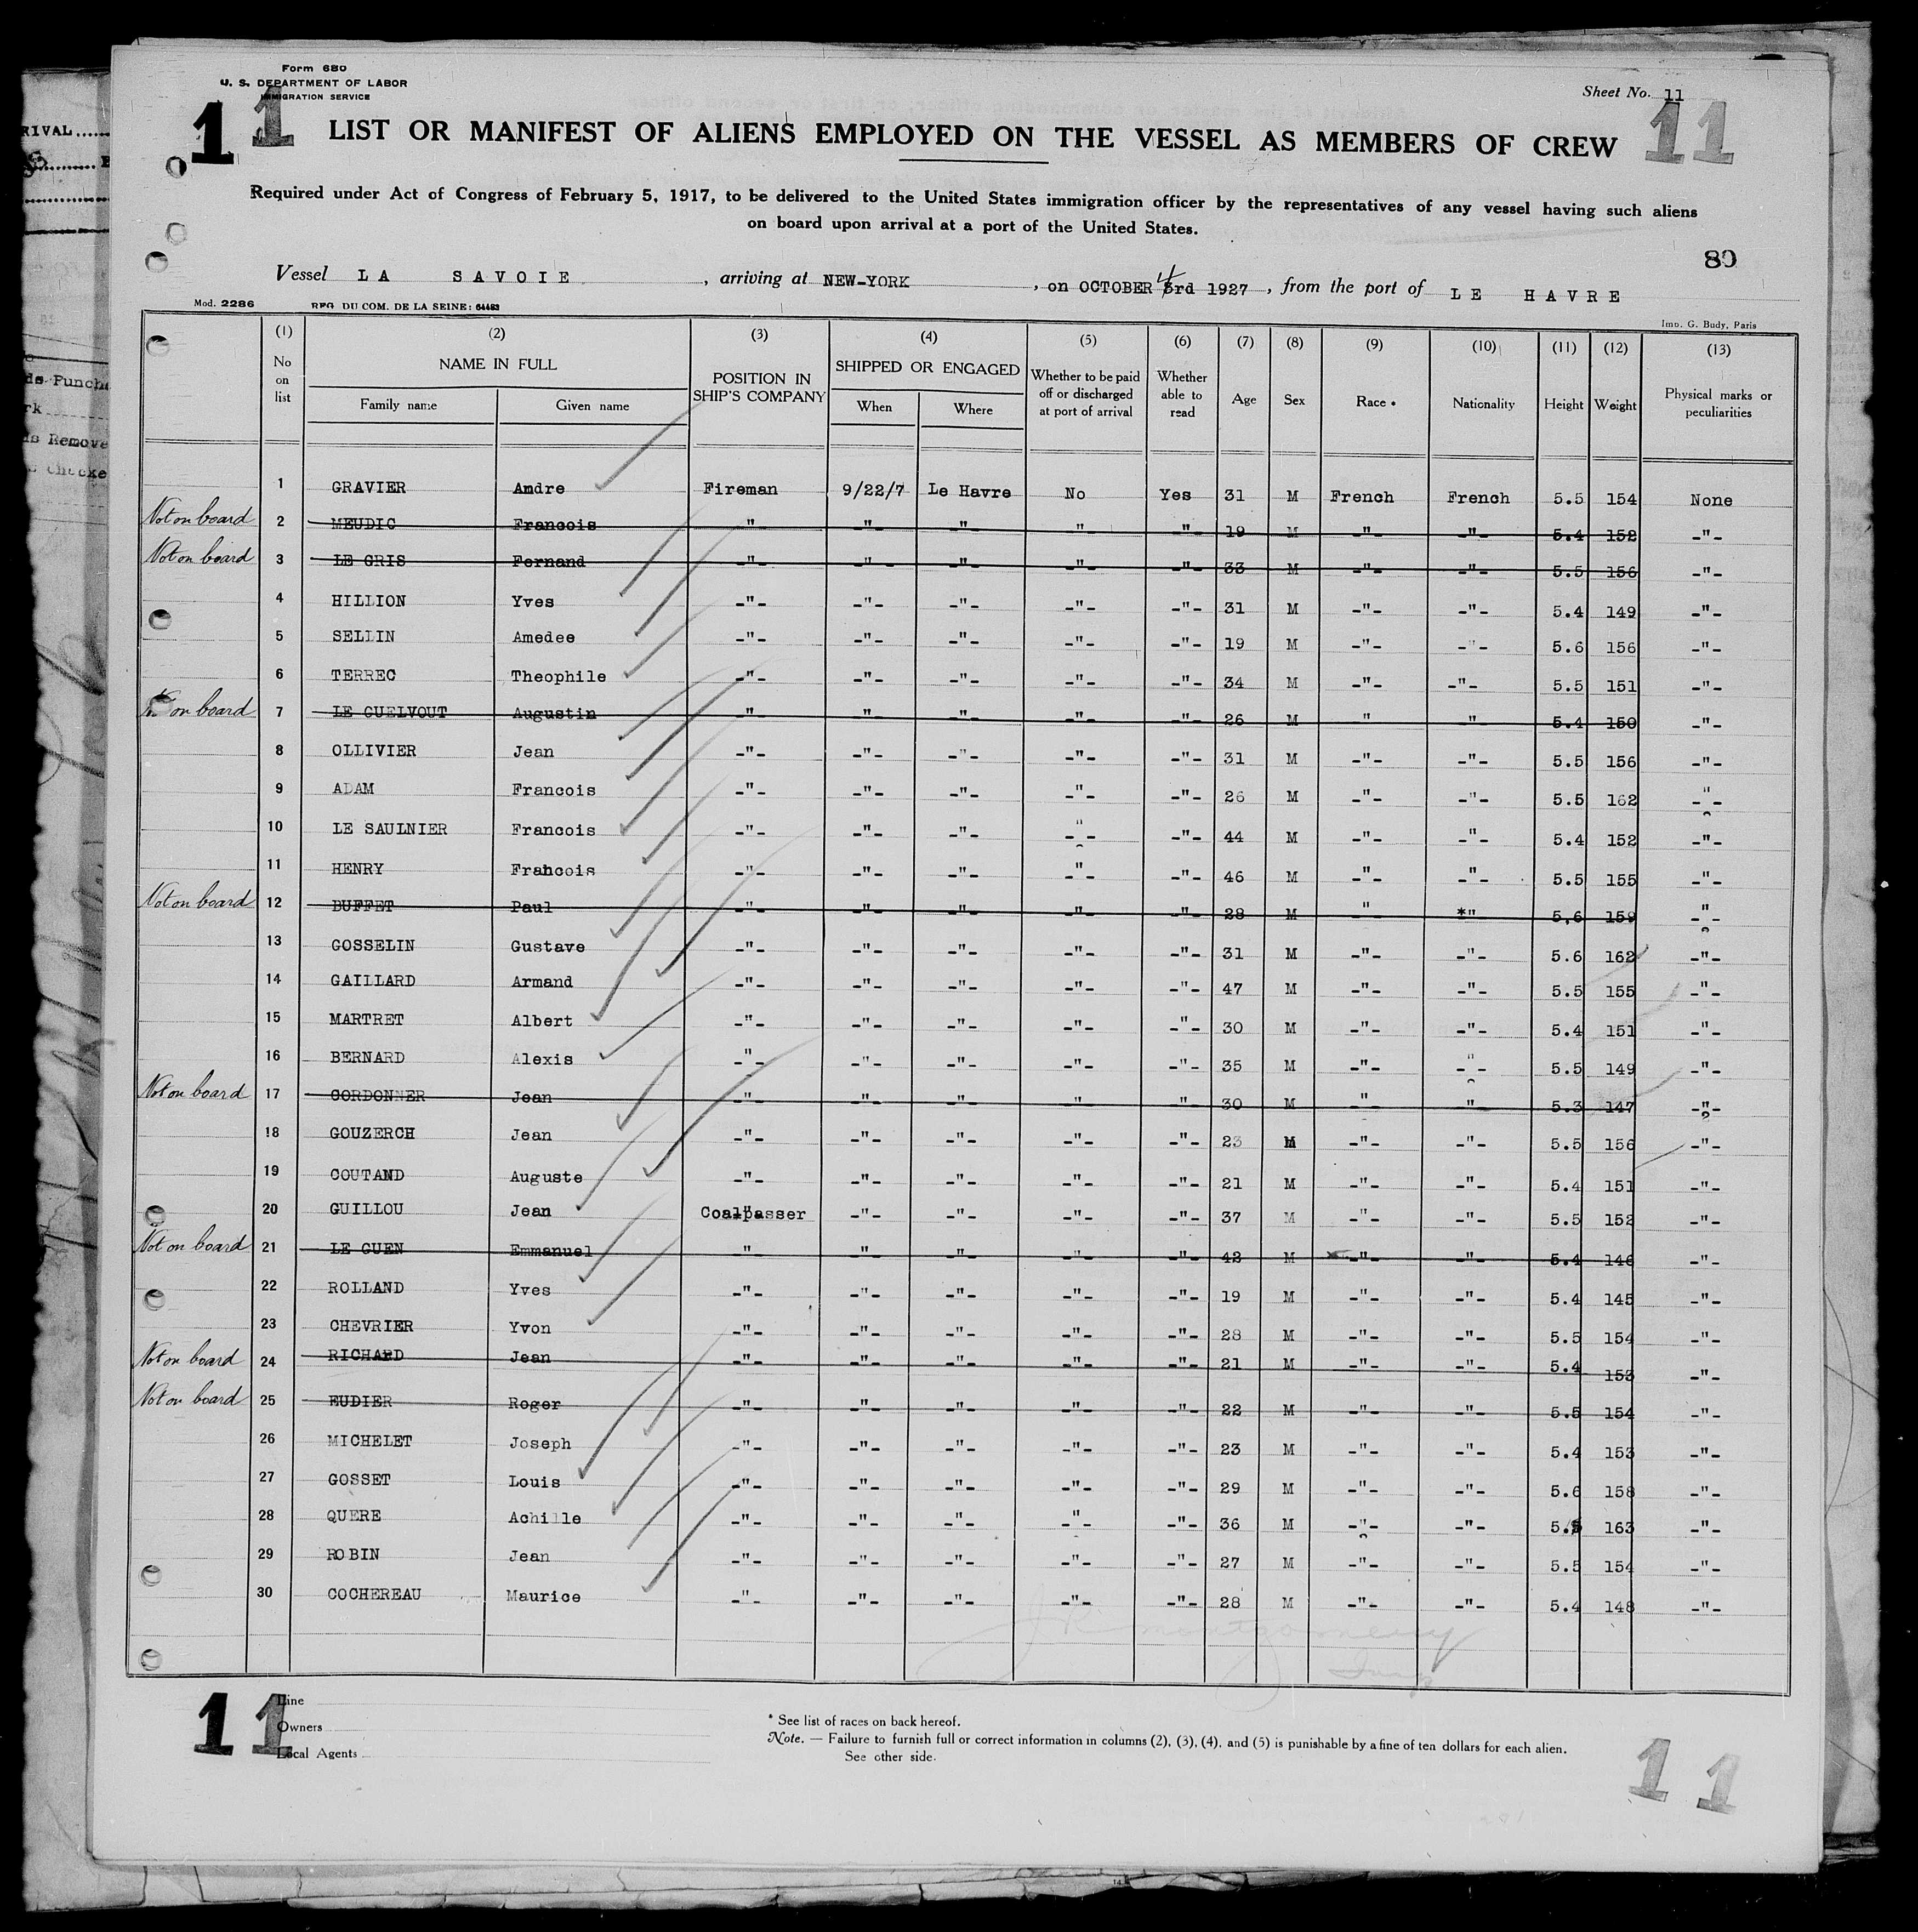 Form 680
U. S. DEPARTMENT OF LABOR
IMMIGRATION SERVICE
Sheet No. 11
11
11
LIST OR MANIFEST OF ALIENS EMPLOYED ON THE VESSEL AS MEMBERS OF CREW
Required under Act of Congress of February 5, 1917, to be delivered to the United States immigration officer by the representatives of any vessel having such aliens
on board upon arrival at a port of the United States.
80
Vessel LA SAVOIE, arriving at NEW-YORK, on OCTOBER 3rd 1927, from the port of LE HAVRE
Mod. 2286 REG. DU COM. DE LA SEINE: 64483
Imp. G. Budy, Paris
(1) (2) (3) (4) (5) (6) (7) (8) (9) (10) (11) (12) (13)
No on list NAME IN FULL Family name Given name POSITION IN SHIP'S COMPANY SHIPPED OR ENGAGED When Where Whether to be paid off or discharged at port of arrival Whether able to read Age Sex Race * Nationality Height Weight Physical marks or peculiarities
1 GRAVIER Andre Fireman 9/22/7 Le Havre No Yes 31 M French French 5.5 154 None
Not on board 2 MEUDIC Francois -"- -"- -"- -"- -"- 19 M -"- -"- 5.4 152 -"-
Not on board 3 LE GRIS Fernand -"- -"- -"- -"- -"- 33 M -"- -"- 5.5 156 -"-
4 HILLION Yves -"- -"- -"- -"- -"- 31 M -"- -"- 5.4 149 -"-
5 SELLIN Amedee -"- -"- -"- -"- -"- 19 M -"- -"- 5.6 156 -"-
6 TERREC Theophile -"- -"- -"- -"- -"- 34 M -"- -"- 5.5 151 -"-
Not on board 7 LE GUELVOUT Augustin -"- -"- -"- -"- -"- 26 M -"- -"- 5.4 150 -"-
8 OLLIVIER Jean -"- -"- -"- -"- -"- 31 M -"- -"- 5.5 156 -"-
9 ADAM Francois -"- -"- -"- -"- -"- 26 M -"- -"- 5.5 162 -"-
10 LE SAULNIER Francois -"- -"- -"- -"- -"- 44 M -"- -"- 5.4 152 -"-
11 HENRY Francois -"- -"- -"- -"- -"- 46 M -"- -"- 5.5 155 -"-
Not on board 12 BUFFET Paul -"- -"- -"- -"- -"- 28 M -"- *"- 5,6 159 -"-
13 GOSSELIN Gustave -"- -"- -"- -"- -"- 31 M -"- -"- 5.6 162 -"-
14 GAILLARD Armand -"- -"- -"- -"- -"- 47 M -"- -"- 5.5 155 -"-
15 MARTRET Albert -"- -"- -"- -"- -"- 30 M -"- -"- 5.4 151 -"-
16 BERNARD Alexis -"- -"- -"- -"- -"- 35 M -"- -"- 5.5 149 -"-
Not on board 17 CORDONNER Jean -"- -"- -"- -"- -"- 30 M -"- -"- 5.3 147 -"-
18 GOUZERCH Jean -"- -"- -"- -"- -"- 23 M -"- -"- 5.5 156 -"-
19 COUTAND Auguste -"- -"- -"- -"- -"- 21 M -"- -"- 5.4 151 -"-
20 GUILLOU Jean Coalpasser -"- -"- -"- -"- 37 M -"- -"- 5.5 152 -"-
Not on board 21 LE GUEN Emmanuel -"- -"- -"- -"- -"- 42 M -"- -"- 5.4 146 -"-
22 ROLLAND Yves -"- -"- -"- -"- -"- 19 M -"- -"- 5.4 145 -"-
23 CHEVRIER Yvon -"- -"- -"- -"- -"- 28 M -"- -"- 5.5 154 -"-
Not on board 24 RICHARD Jean -"- -"- -"- -"- -"- 21 M -"- -"- 5.4 153 -"-
Not on board 25 EUDIER Roger -"- -"- -"- -"- -"- 22 M -"- -"- 5.5 154 -"-
26 MICHELET Joseph -"- -"- -"- -"- -"- 23 M -"- -"- 5.4 153 -"-
27 GOSSET Louis -"- -"- -"- -"- -"- 29 M -"- -"- 5.6 158 -"-
28 QUERE Achille -"- -"- -"- -"- -"- 36 M -"- -"- 5.5 163 -"-
29 ROBIN Jean -"- -"- -"- -"- -"- 27 M -"- -"- 5.5 154 -"-
30 COCHEREAU Maurice -"- -"- -"- -"- -"- 28 M -"- -"- 5.4 148 -"-
Montgomery
11
Line
Owners
Local Agents
* See list of races on back hereof.
Note. — Failure to furnish full or correct information in columns (2), (3), (4), and (5) is punishable by a fine of ten dollars for each alien.
See other side.
11